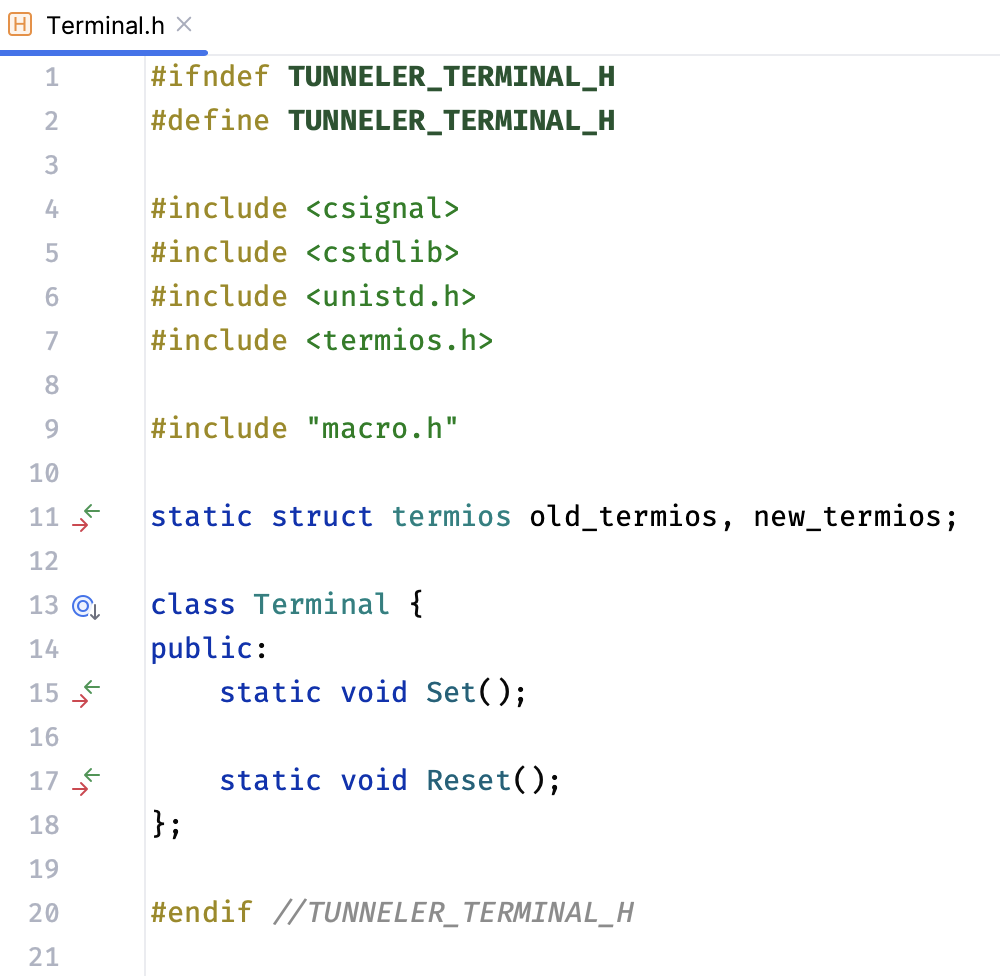 H Terminal.h ×
1 #ifndef TUNNELER_TERMINAL_H
2 #define TUNNELER_TERMINAL_H
3
4 #include <csignal>
5 #include <cstdlib>
6 #include <unistd.h>
7 #include <termios.h>
8
9 #include "macro.h"
10
11 static struct termios old_termios, new_termios;
12
13 class Terminal {
14 public:
15     static void Set();
16
17     static void Reset();
18 };
19
20 #endif //TUNNELER_TERMINAL_H
21